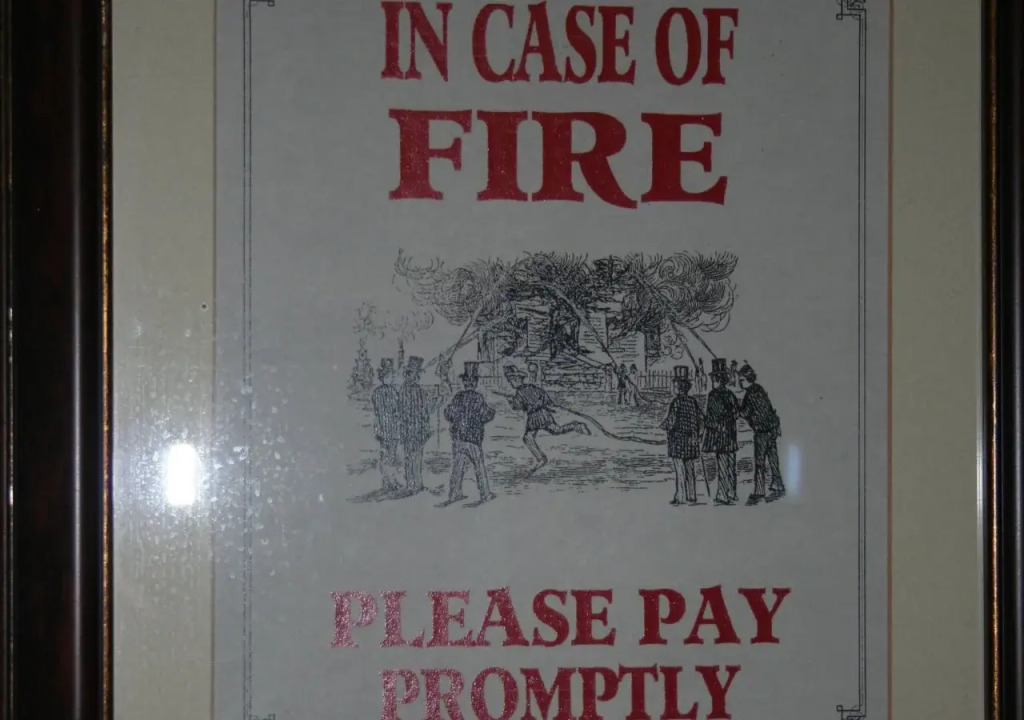 IN CASE OF
FIRE
PLEASE PAY
PROMPTLY